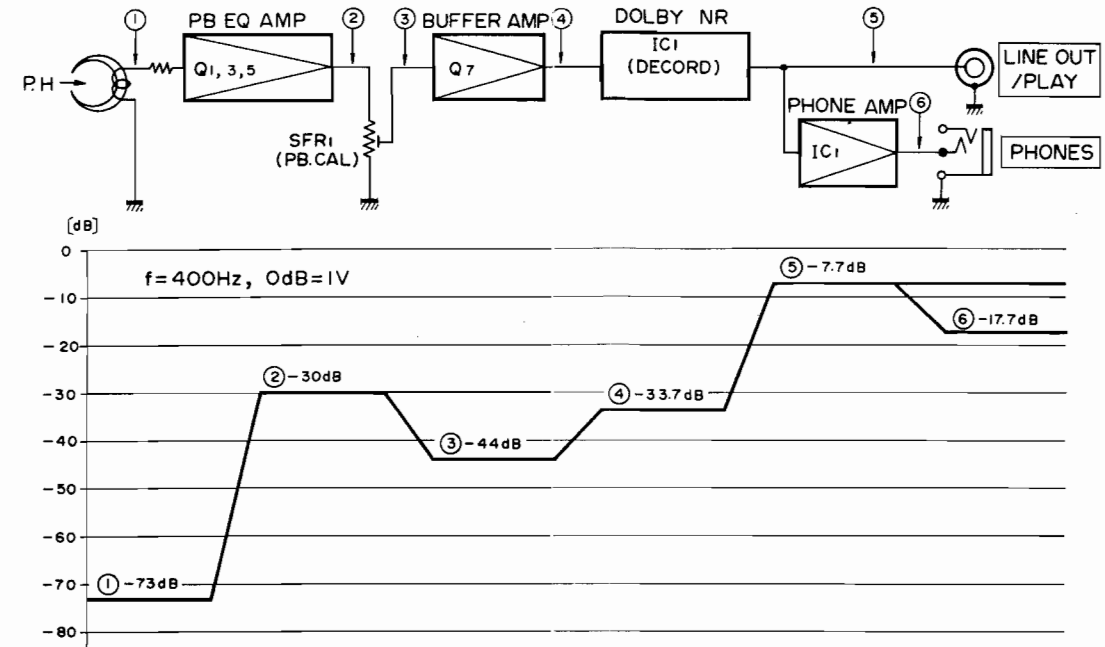 ① PB EQ AMP ② ③ BUFFER AMP ④ DOLBY NR ⑤
P.H Q1, 3, 5 Q7 IC1 (DECORD) LINE OUT /PLAY
SFR1 (PB.CAL) PHONE AMP ⑥ IC1 PHONES
[dB]
0
f=400Hz, 0dB=1V
⑤ -7.7dB
-10
⑥ -17.7dB
-20
② -30dB
-30
④ -33.7dB
-40
③ -44dB
-50
-60
-70
① -73dB
-80